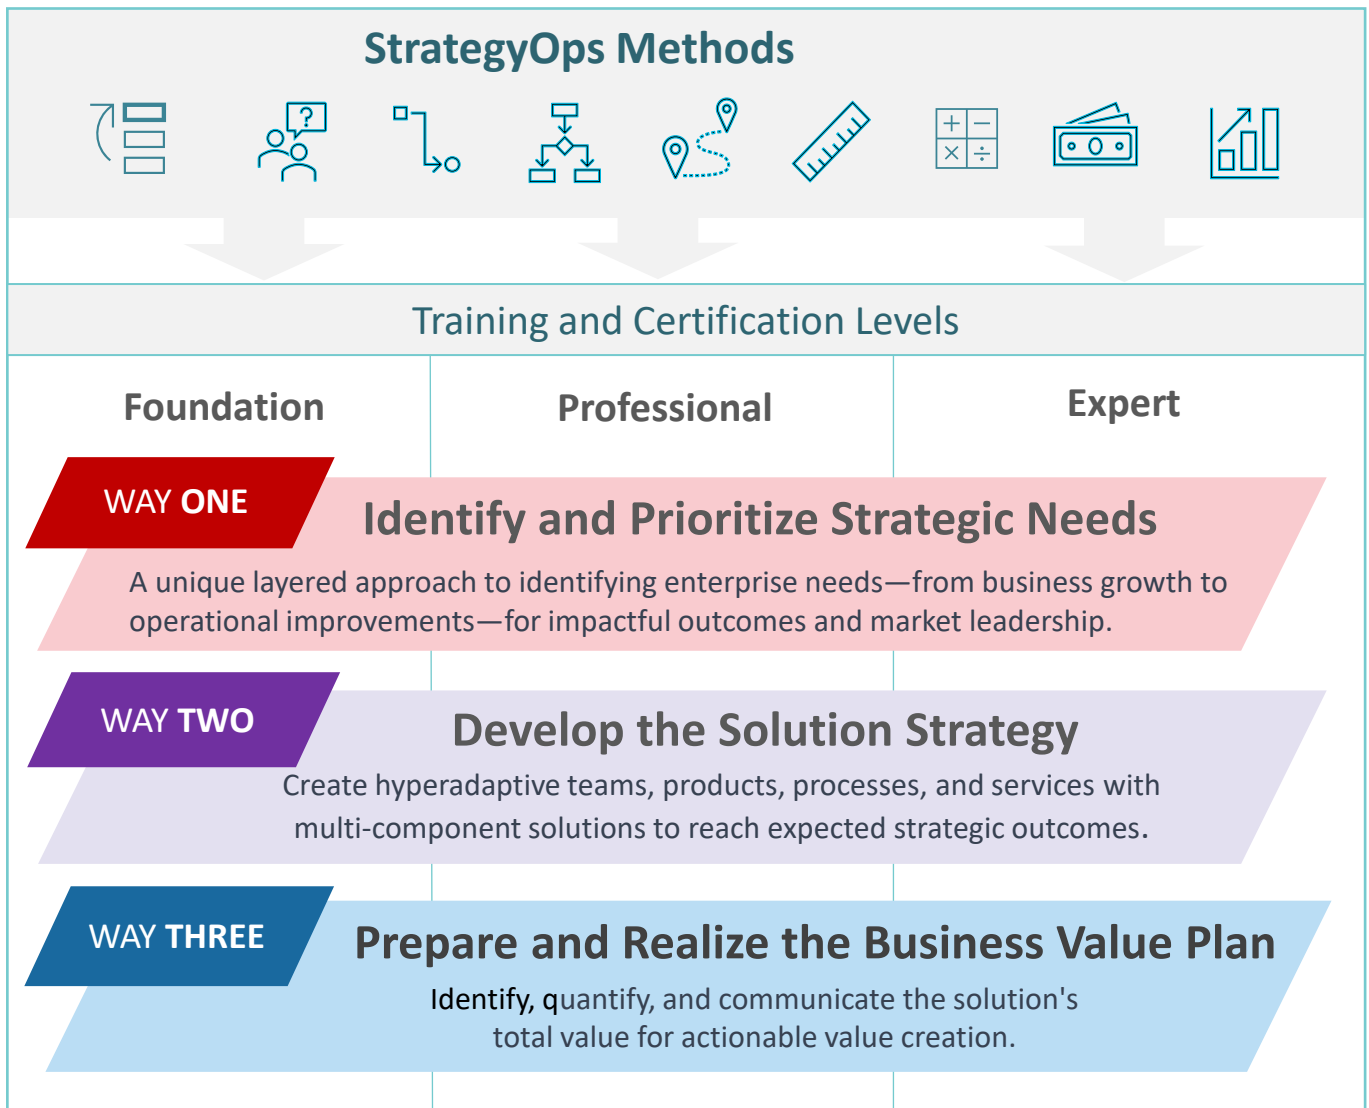 StrategyOps Methods
?
Training and Certification Levels
Foundation
Professional
Expert
WAY ONE
Identify and Prioritize Strategic Needs
A unique layered approach to identifying enterprise needs—from business growth to
operational improvements—for impactful outcomes and market leadership.
WAY TWO
Develop the Solution Strategy
Create hyperadaptive teams, products, processes, and services with
multi-component solutions to reach expected strategic outcomes.
WAY THREE
Prepare and Realize the Business Value Plan
Identify, quantify, and communicate the solution's
total value for actionable value creation.